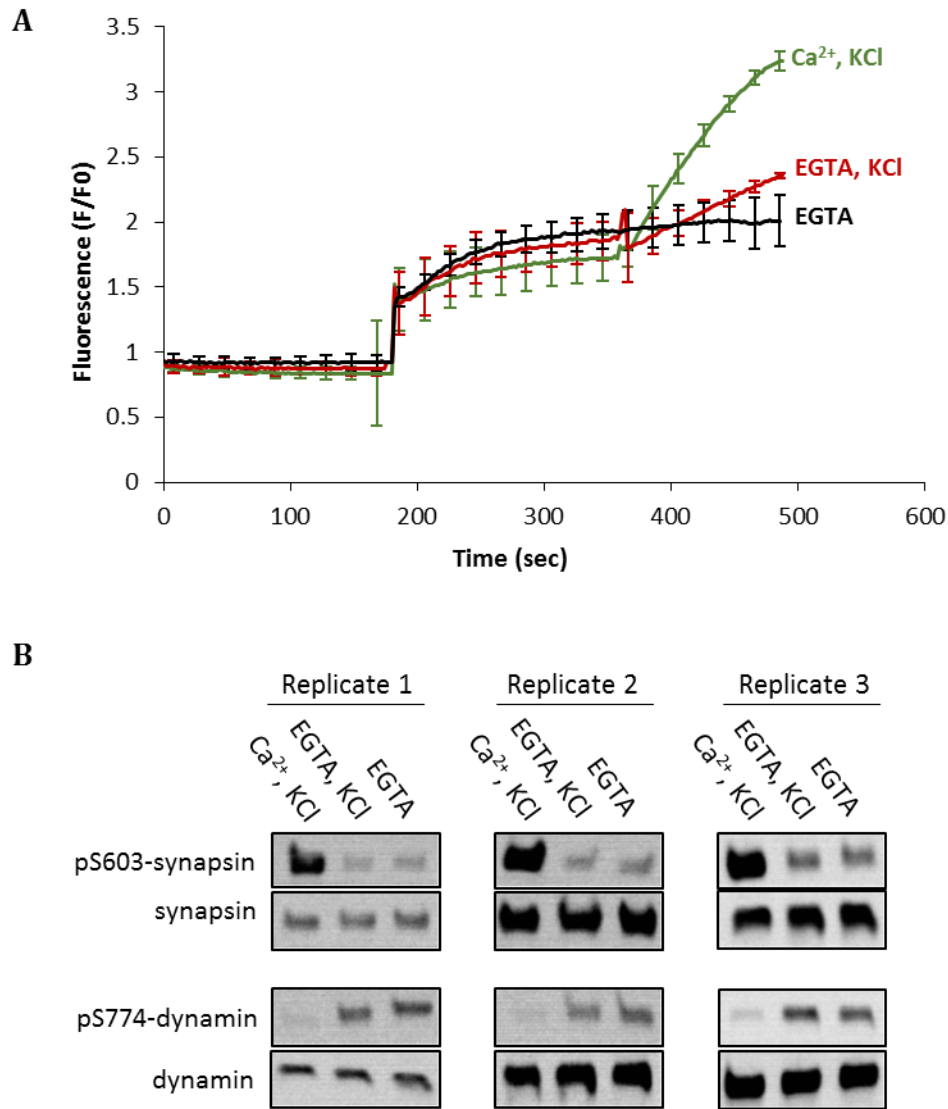 A
3.5
3
2.5
2
1.5
1
0.5
0
Fluorescence (F/F0)
Ca²⁺, KCl
EGTA, KCl
EGTA
0 100 200 300 400 500 600
Time (sec)
B
Replicate 1 Replicate 2 Replicate 3
Ca²⁺, KCl EGTA, KCl EGTA Ca²⁺, KCl EGTA, KCl EGTA Ca²⁺, KCl EGTA, KCl EGTA
pS603-synapsin
synapsin
pS774-dynamin
dynamin